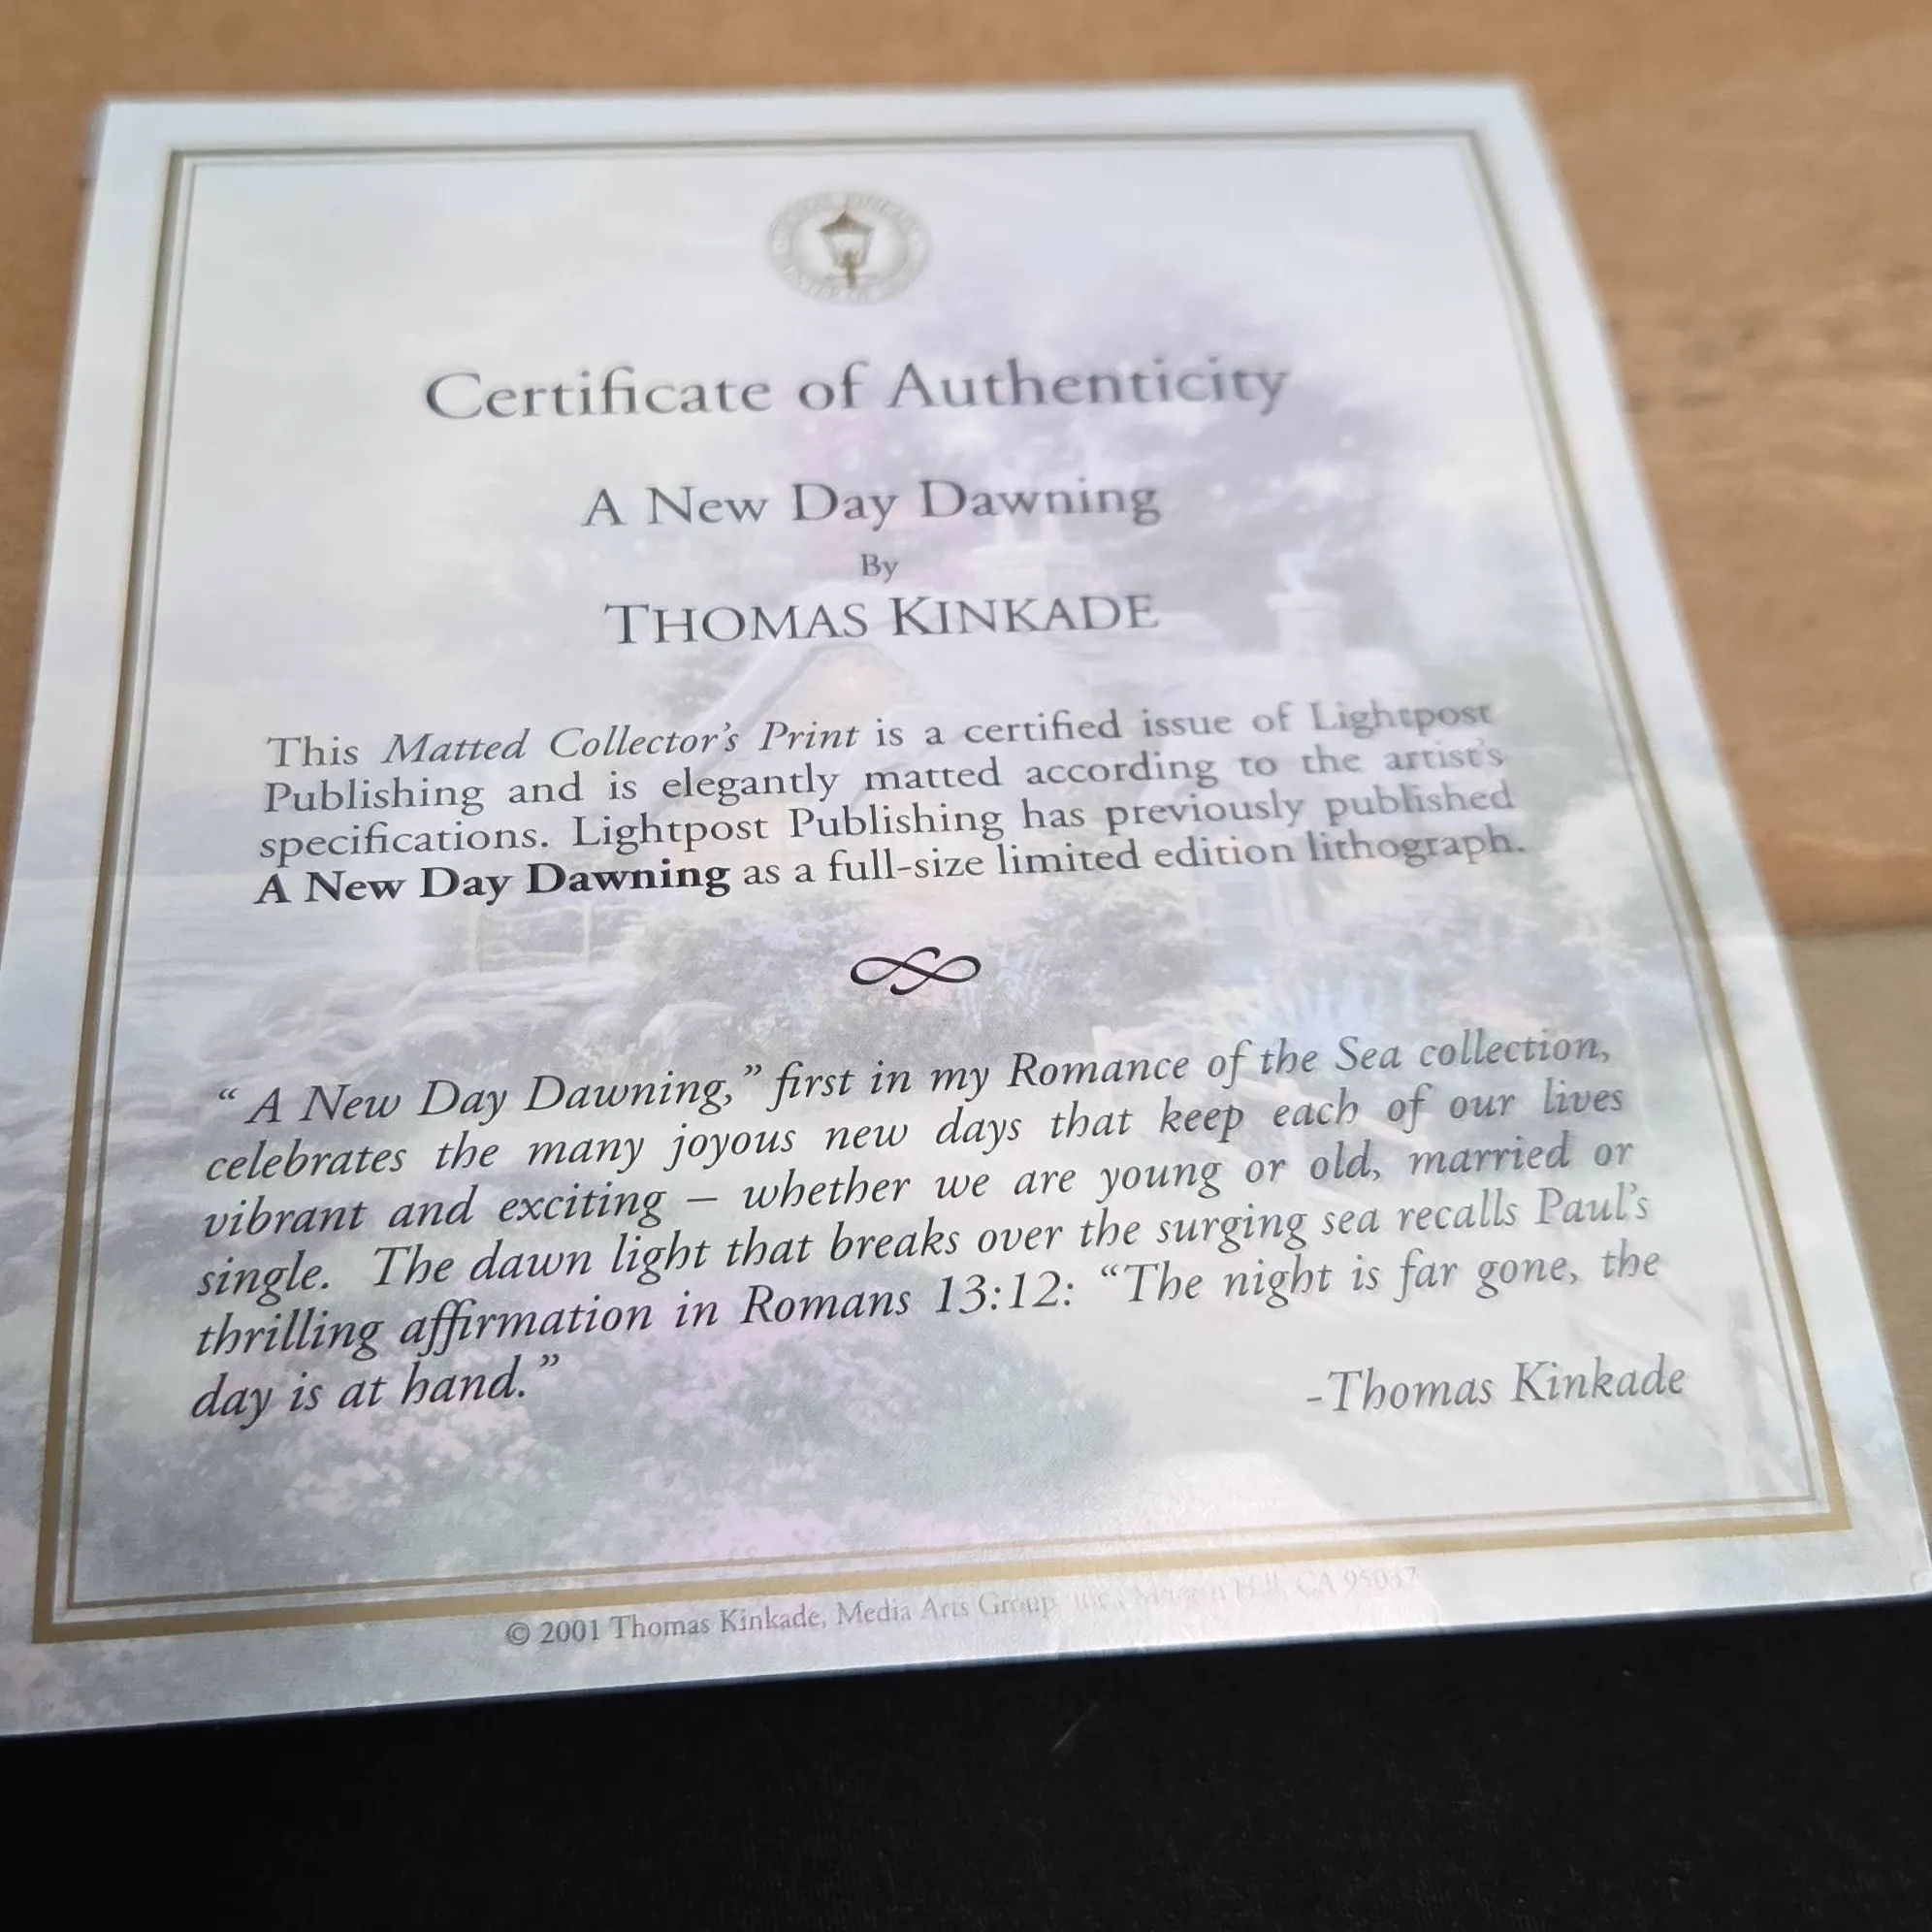 Certificate of Authenticity
A New Day Dawning
By
THOMAS KINKADE
This Matted Collector's Print is a certified issue of Lightpost
Publishing and is elegantly matted according to the artist's
specifications. Lightpost Publishing has previously published
A New Day Dawning as a full-size limited edition lithograph.
“ A New Day Dawning,” first in my Romance of the Sea collection,
celebrates the many joyous new days that keep each of our lives
vibrant and exciting – whether we are young or old, married or
single. The dawn light that breaks over the surging sea recalls Paul's
thrilling affirmation in Romans 13:12: “The night is far gone, the
day is at hand.”
-Thomas Kinkade
© 2001 Thomas Kinkade, Media Arts Group, Inc., Morgan Hill, CA 95037